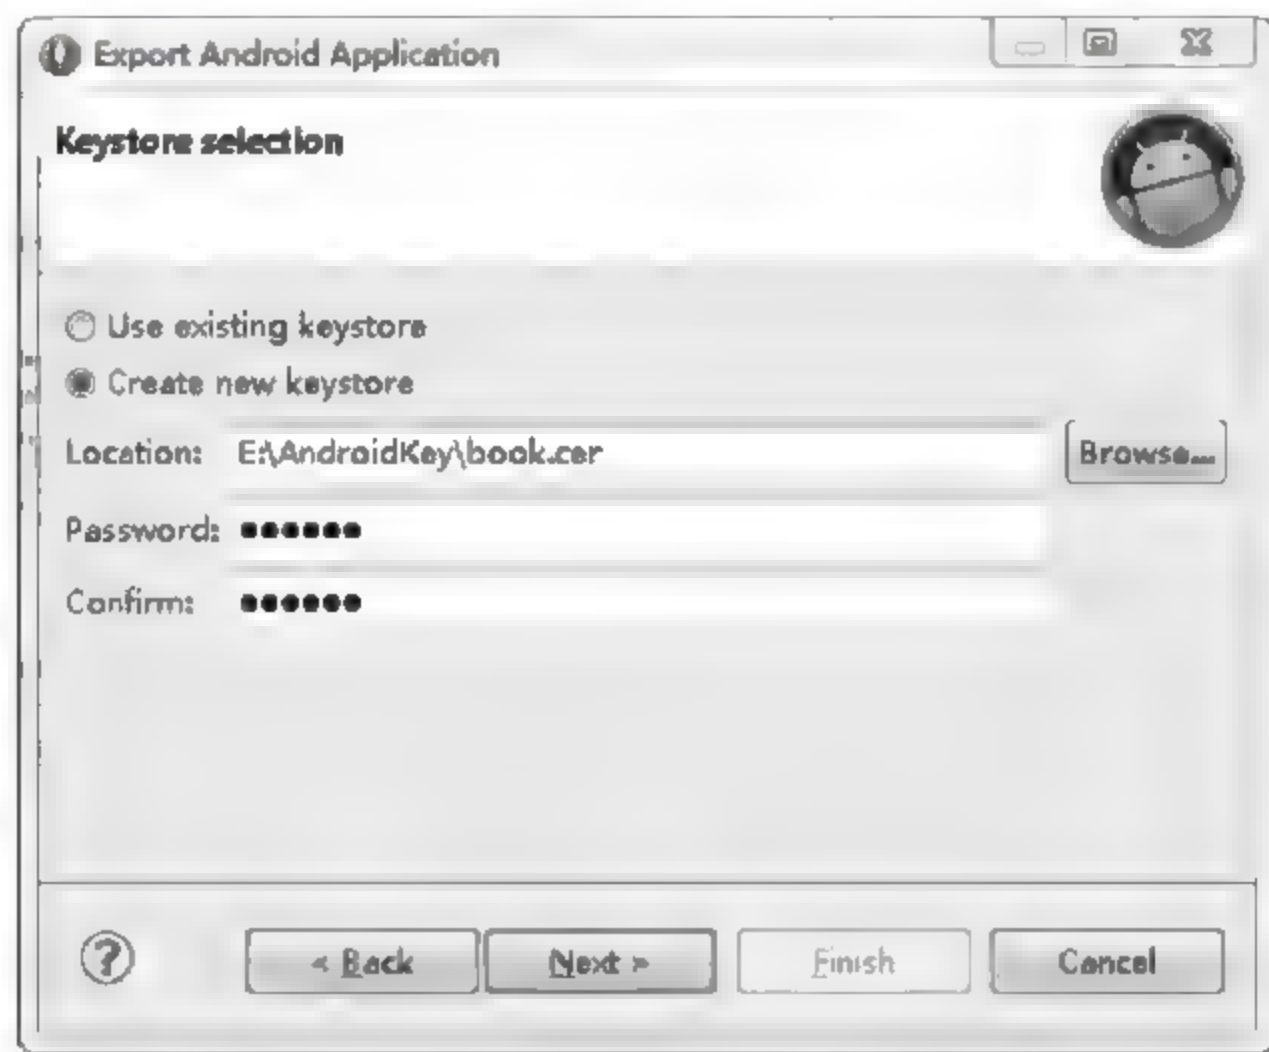 Export Android Application
Keystore selection
Use existing keystore
Create new keystore
Location: E:\AndroidKey\book.cer Browse...
Password: ●●●●●●
Confirm: ●●●●●●
? < Back Next > Finish Cancel